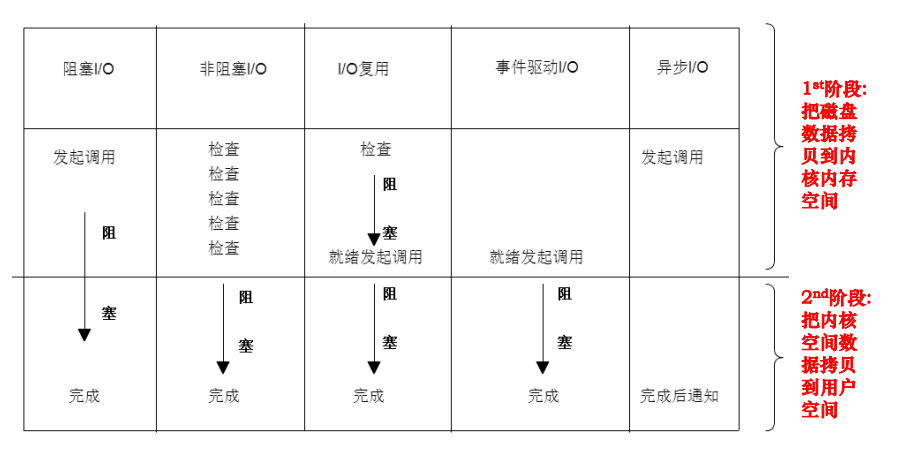 阻塞I/O
非阻塞I/O
I/O复用
事件驱动I/O
异步I/O
发起调用
检查
检查
检查
检查
检查
检查
发起调用
阻
塞
阻
塞
就绪发起调用
就绪发起调用
阻
塞
阻
塞
阻
塞
完成
完成
完成
完成
完成后通知
1st阶段:
把磁盘
数据拷
贝到内
核内存
空间
2nd阶段:
把内核
空间数
据拷贝
到用户
空间